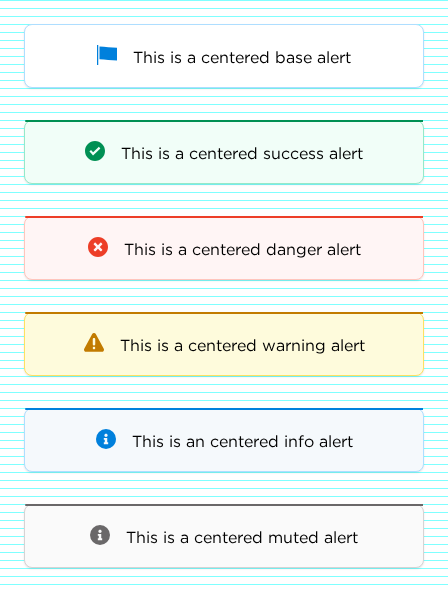 This is a centered base alert
This is a centered success alert
This is a centered danger alert
This is a centered warning alert
This is an centered info alert
This is a centered muted alert